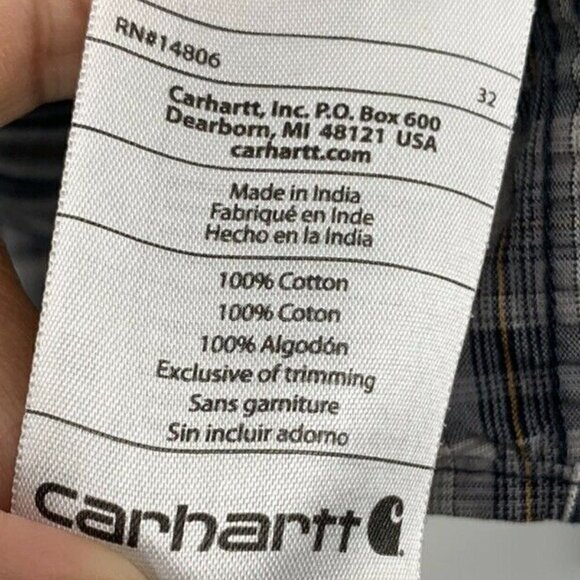 RN#14806
32
Carhartt, Inc. P.O. Box 600
Dearborn, MI 48121 USA
carhartt.com
Made in India
Fabriqué en Inde
Hecho en la India
100% Cotton
100% Coton
100% Algodón
Exclusive of trimming
Sans garniture
Sin incluir adorno
carhartt